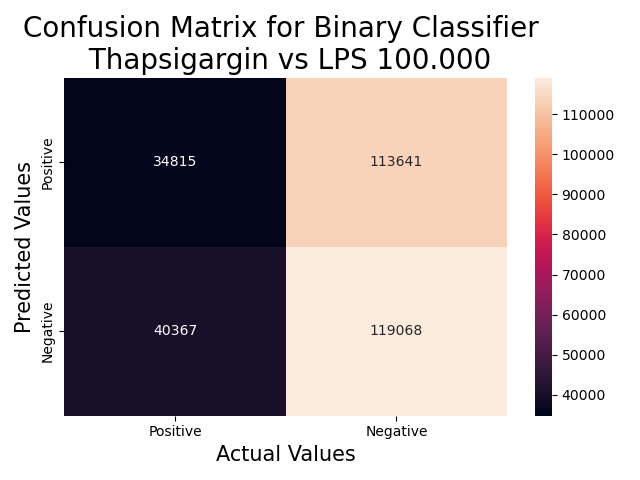 Confusion Matrix for Binary Classifier
Thapsigargin vs LPS 100.000
Predicted Values
Positive
Negative
34815
113641
40367
119068
Positive
Negative
Actual Values
110000
100000
90000
80000
70000
60000
50000
40000